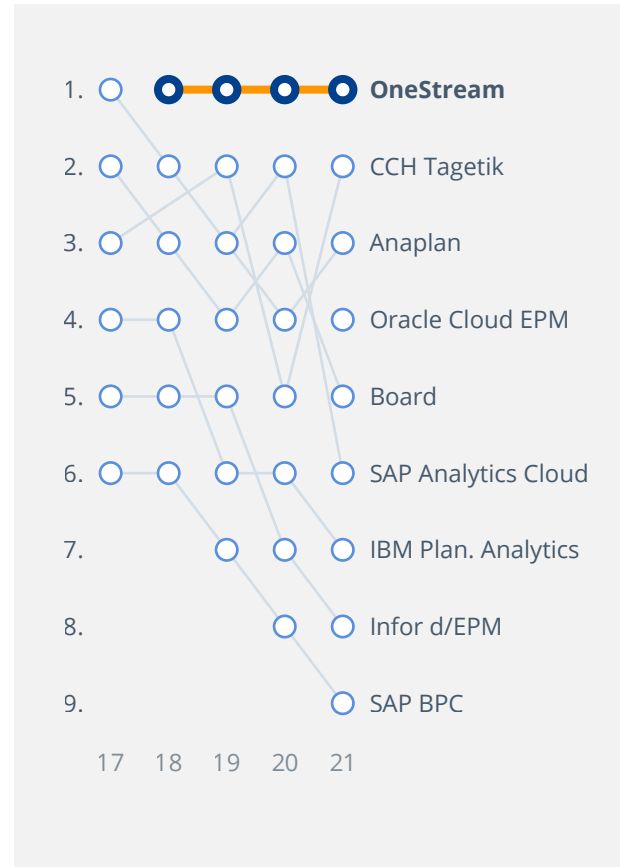 1. OneStream
2. CCH Tagetik
3. Anaplan
4. Oracle Cloud EPM
5. Board
6. SAP Analytics Cloud
7. IBM Plan. Analytics
8. Infor d/EPM
9. SAP BPC
17 18 19 20 21